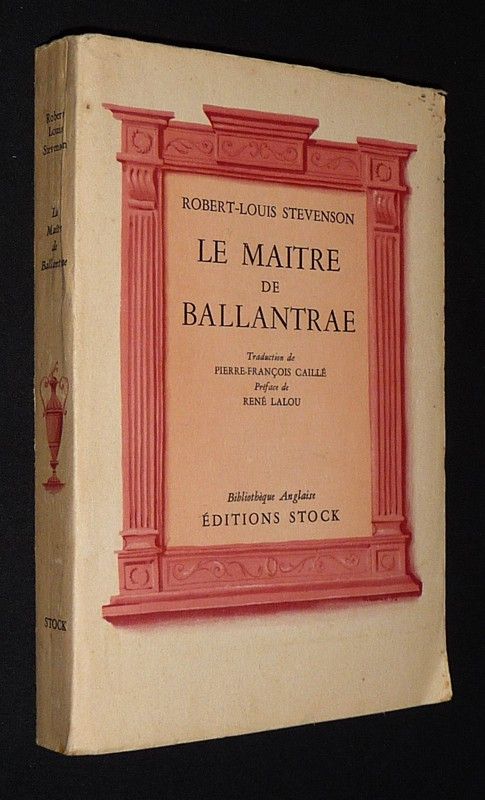 Robert
Louis
Stevenson
Le
Maitre
de
Ballantrae
STOCK
ROBERT-LOUIS STEVENSON
LE MAITRE
DE
BALLANTRAE
Traduction de
PIERRE-FRANÇOIS CAILLÉ
Préface de
RENÉ LALOU
Bibliothèque Anglaise
ÉDITIONS STOCK